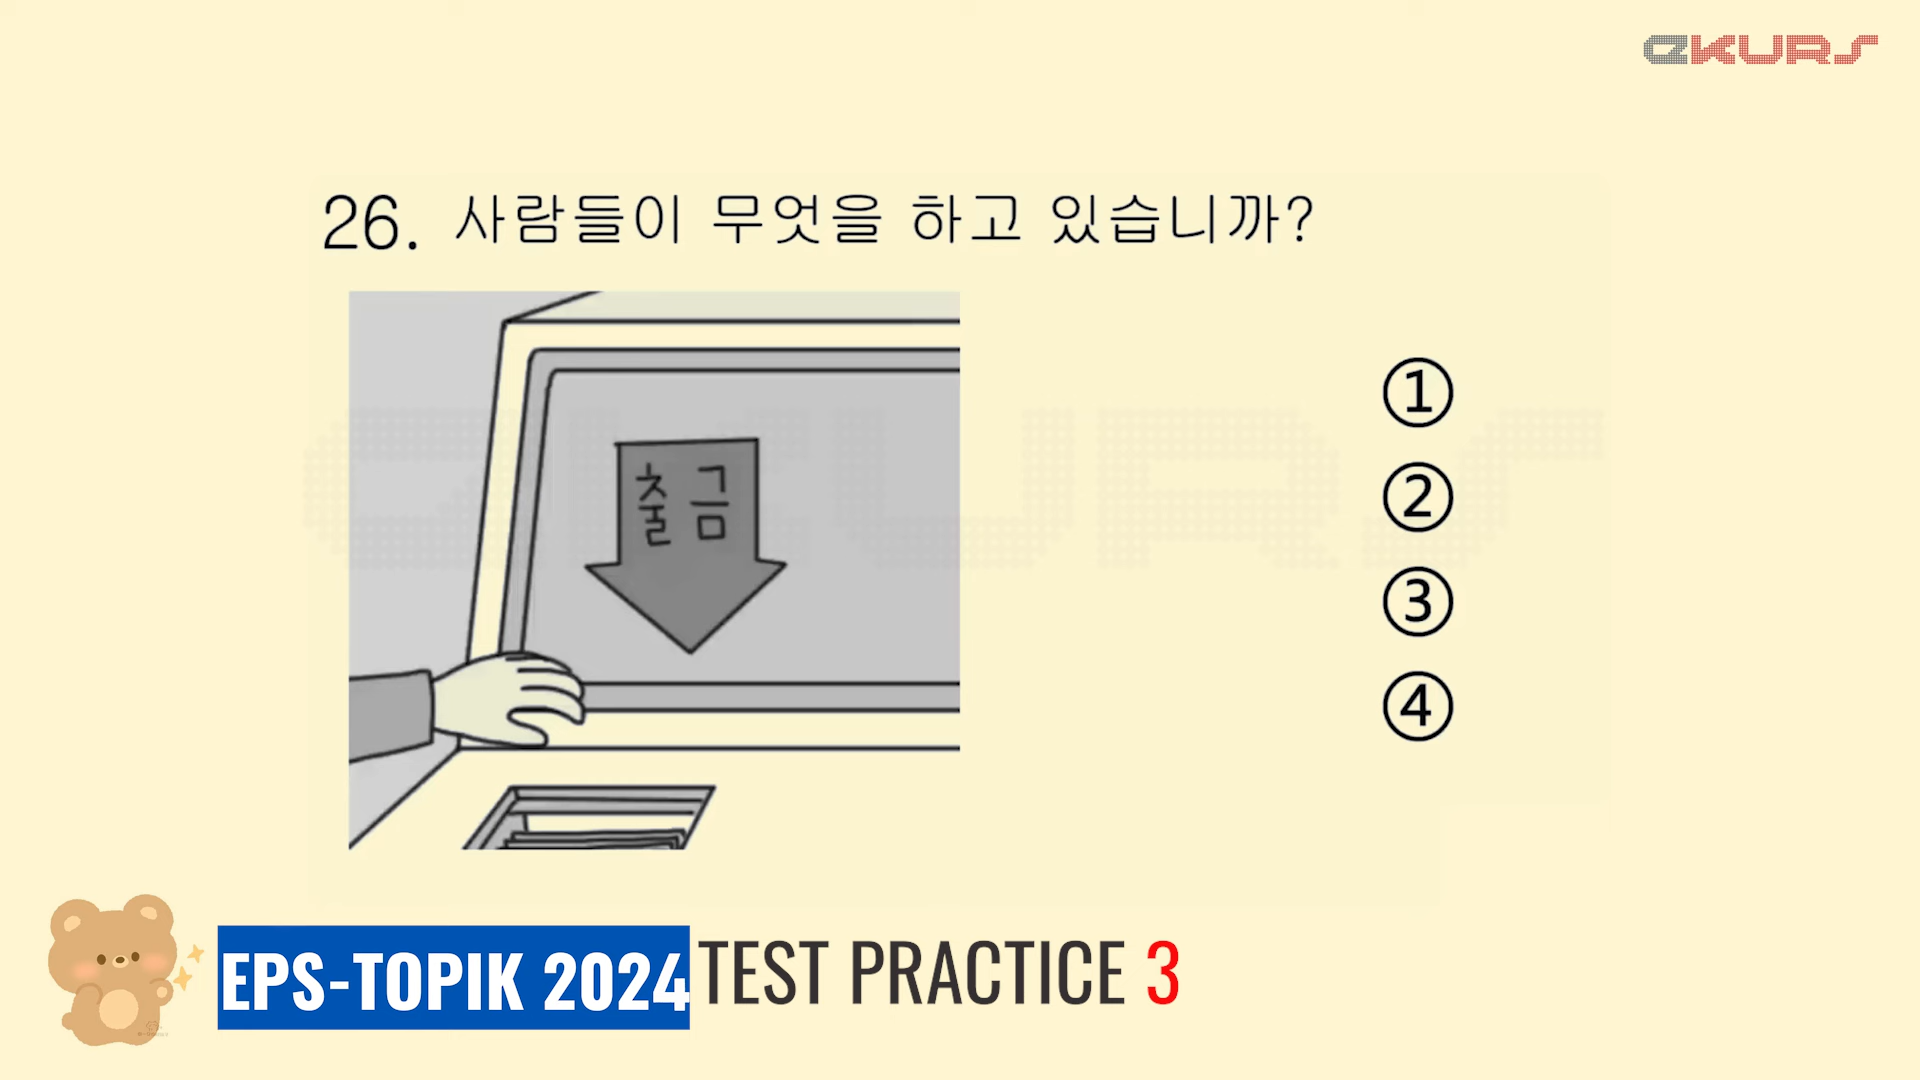 eKURS
26. 사람들이 무엇을 하고 있습니까?
출금
①
②
③
④
eKURS
EPS-TOPIK 2024 TEST PRACTICE 3